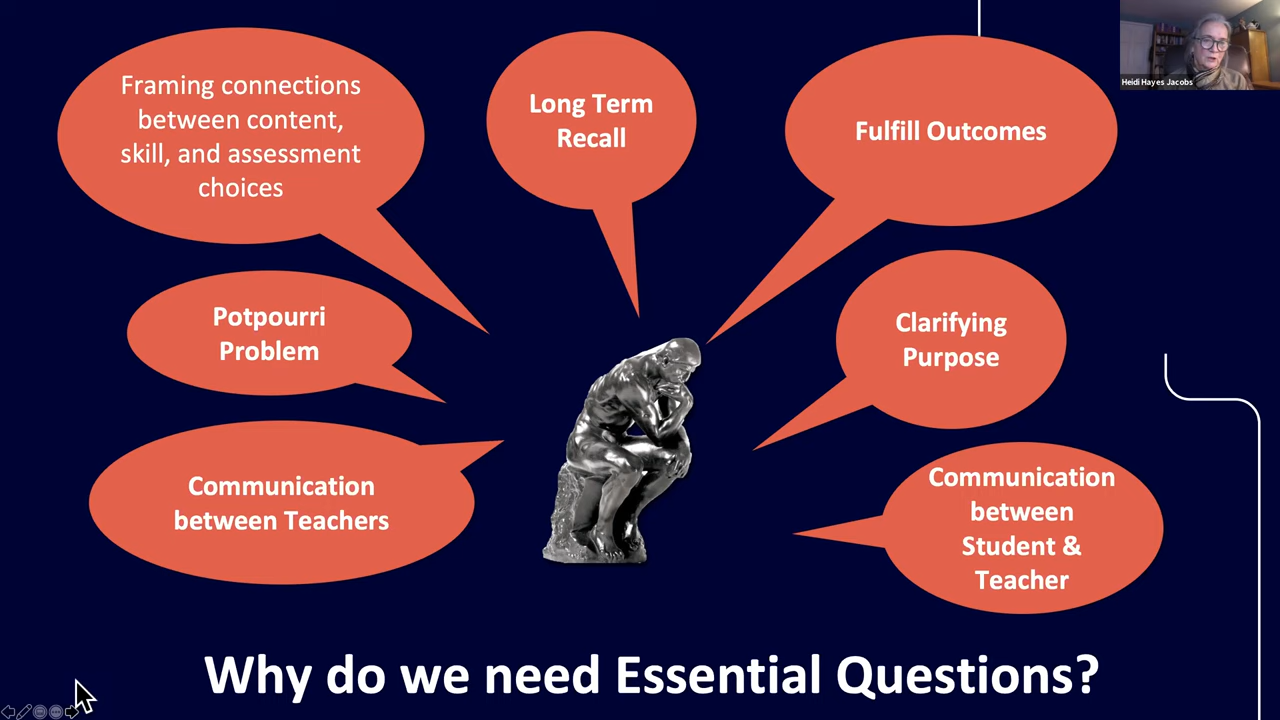 Framing connections
between content,
skill, and assessment
choices
Long Term
Recall
Fulfill Outcomes
Heidi Hayes Jacobs
Potpourri
Problem
Clarifying
Purpose
Communication
between Teachers
Communication
between
Student &
Teacher
Why do we need Essential Questions?